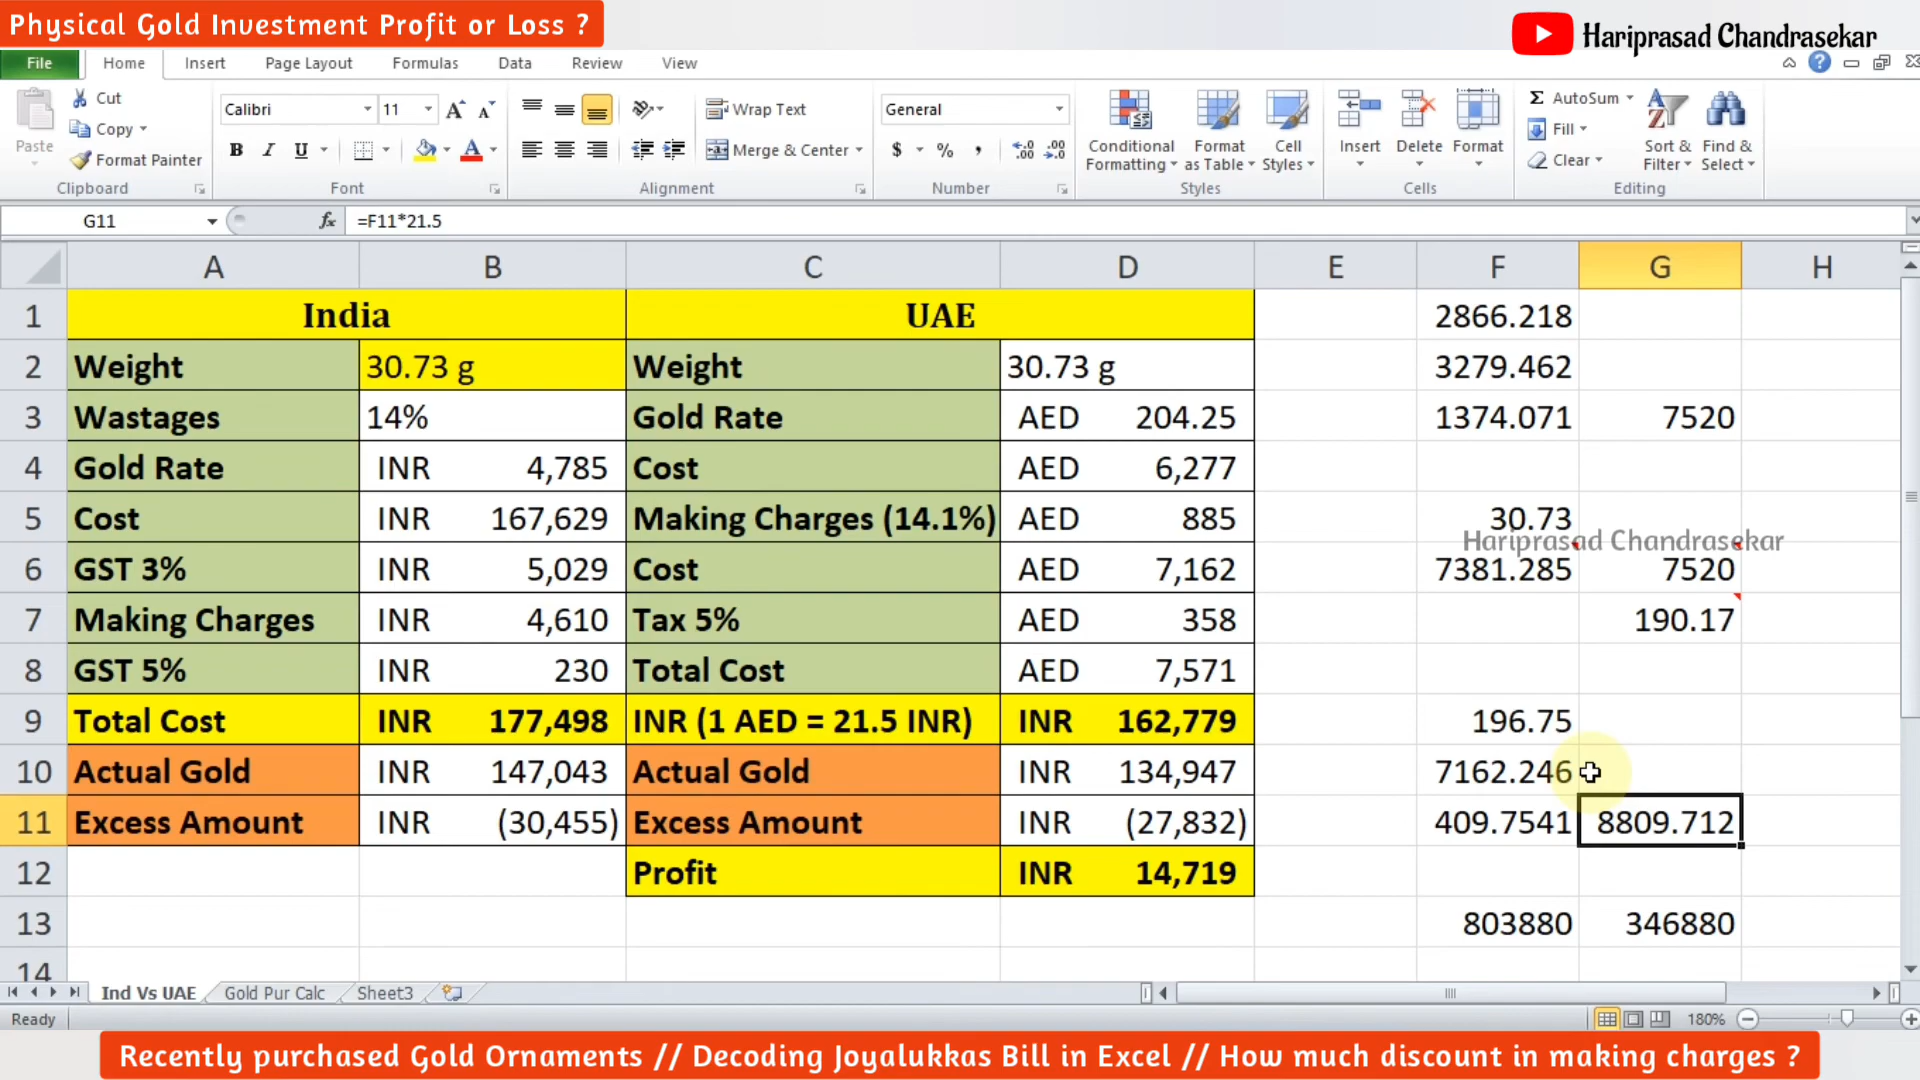 Physical Gold Investment Profit or Loss ?
Hariprasad Chandrasekar
File Home Insert Page Layout Formulas Data Review View
Paste Cut Copy Format Painter Clipboard
Calibri 11 B I U Font
Wrap Text Merge & Center Alignment
General $ % , Number
Conditional Formatting Format as Table Cell Styles Styles
Insert Delete Format Cells
Σ AutoSum Fill Clear Sort & Filter Find & Select Editing
G11 fx =F11*21.5
A B C D E F G H
1 India UAE 2866.218
2 Weight 30.73 g Weight 30.73 g 3279.462
3 Wastages 14% Gold Rate AED 204.25 1374.071 7520
4 Gold Rate INR 4,785 Cost AED 6,277
5 Cost INR 167,629 Making Charges (14.1%) AED 885 30.73
Hariprasad Chandrasekar
6 GST 3% INR 5,029 Cost AED 7,162 7381.285 7520
7 Making Charges INR 4,610 Tax 5% AED 358 190.17
8 GST 5% INR 230 Total Cost AED 7,571
9 Total Cost INR 177,498 INR (1 AED = 21.5 INR) INR 162,779 196.75
10 Actual Gold INR 147,043 Actual Gold INR 134,947 7162.246
11 Excess Amount INR (30,455) Excess Amount INR (27,832) 409.7541 8809.712
12 Profit INR 14,719
13 803880 346880
14
Ind Vs UAE Gold Pur Calc Sheet3
Ready 180%
Recently purchased Gold Ornaments // Decoding Joyalukkas Bill in Excel // How much discount in making charges ?